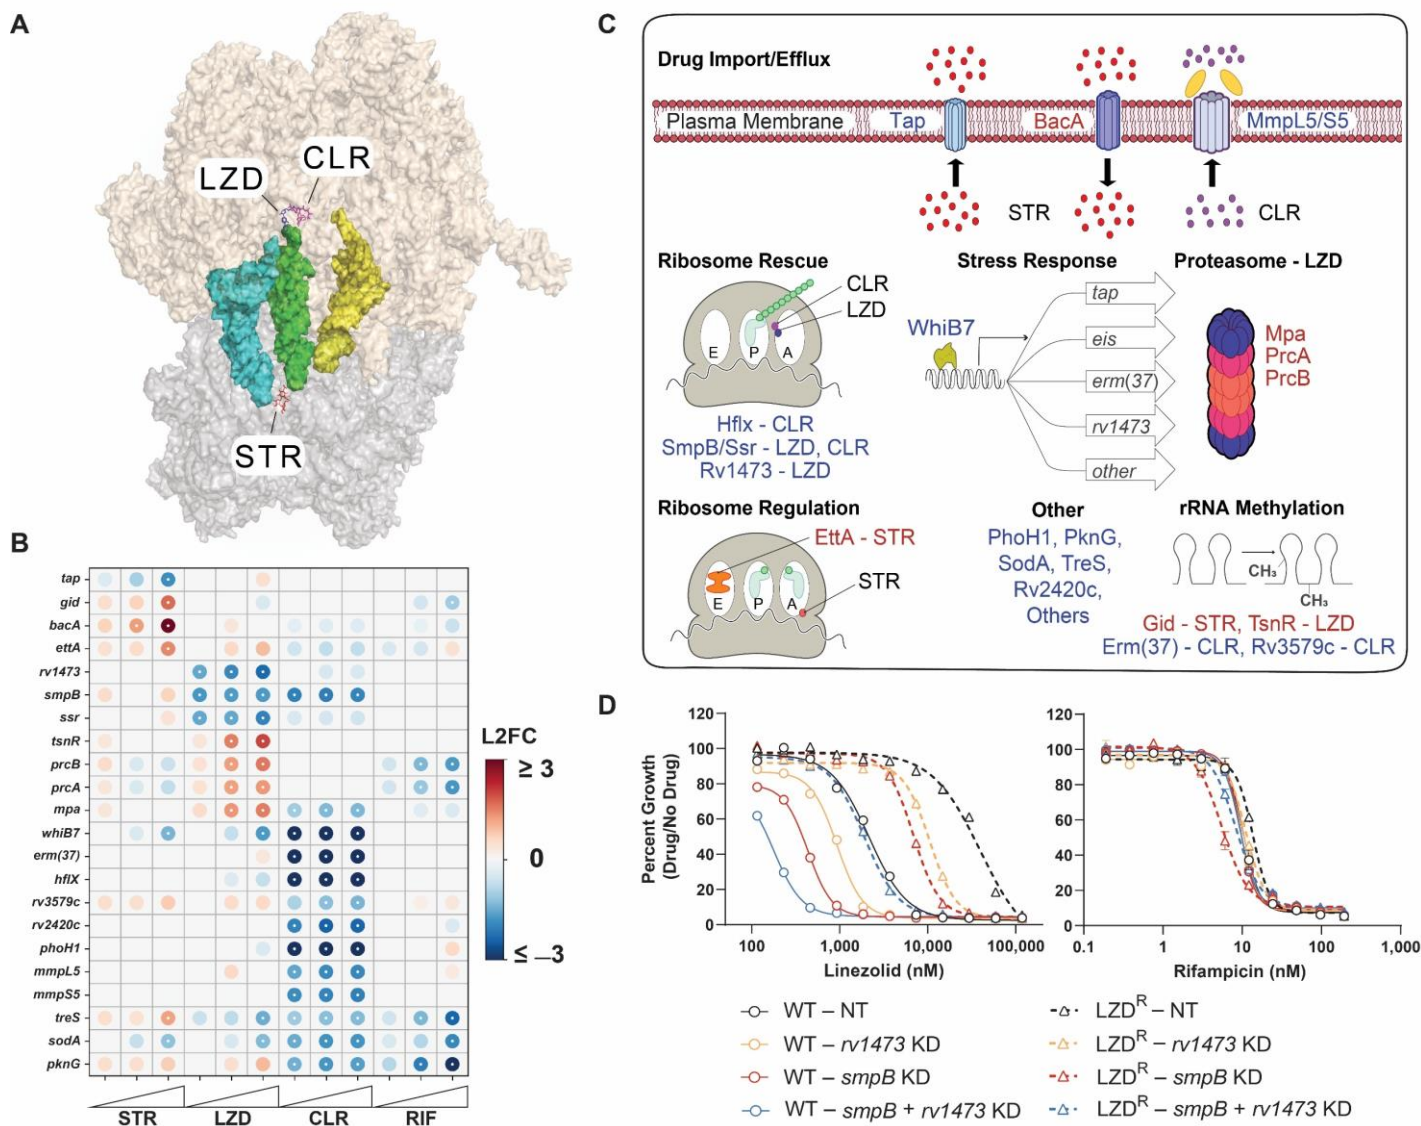 A
LZD
CLR
STR
B
tap
gid
bacA
ettA
rv1473
smpB
ssr
tsnR
prcB
prcA
mpa
whiB7
erm(37)
hflX
rv3579c
rv2420c
phoH1
mmpL5
mmpS5
treS
sodA
pknG
STR LZD CLR RIF
L2FC
≥ 3
0
≤ –3
C
Drug Import/Efflux
Plasma Membrane Tap BacA MmpL5/S5
STR CLR
Ribosome Rescue
CLR
LZD
E P A
Hflx - CLR
SmpB/Ssr - LZD, CLR
Rv1473 - LZD
Stress Response
WhiB7
tap
eis
erm(37)
rv1473
other
Proteasome - LZD
Mpa
PrcA
PrcB
Ribosome Regulation
EttA - STR
STR
E P A
Other
PhoH1, PknG,
SodA, TreS,
Rv2420c,
Others
rRNA Methylation
CH₃
CH₃
Gid - STR, TsnR - LZD
Erm(37) - CLR, Rv3579c - CLR
D
Percent Growth
(Drug/No Drug)
120
100
80
60
40
20
0
100 1,000 10,000 100,000
Linezolid (nM)
120
100
80
60
40
20
0
0.1 1 10 100 1,000
Rifampicin (nM)
WT – NT
WT – rv1473 KD
WT – smpB KD
WT – smpB + rv1473 KD
LZDᴿ – NT
LZDᴿ – rv1473 KD
LZDᴿ – smpB KD
LZDᴿ – smpB + rv1473 KD